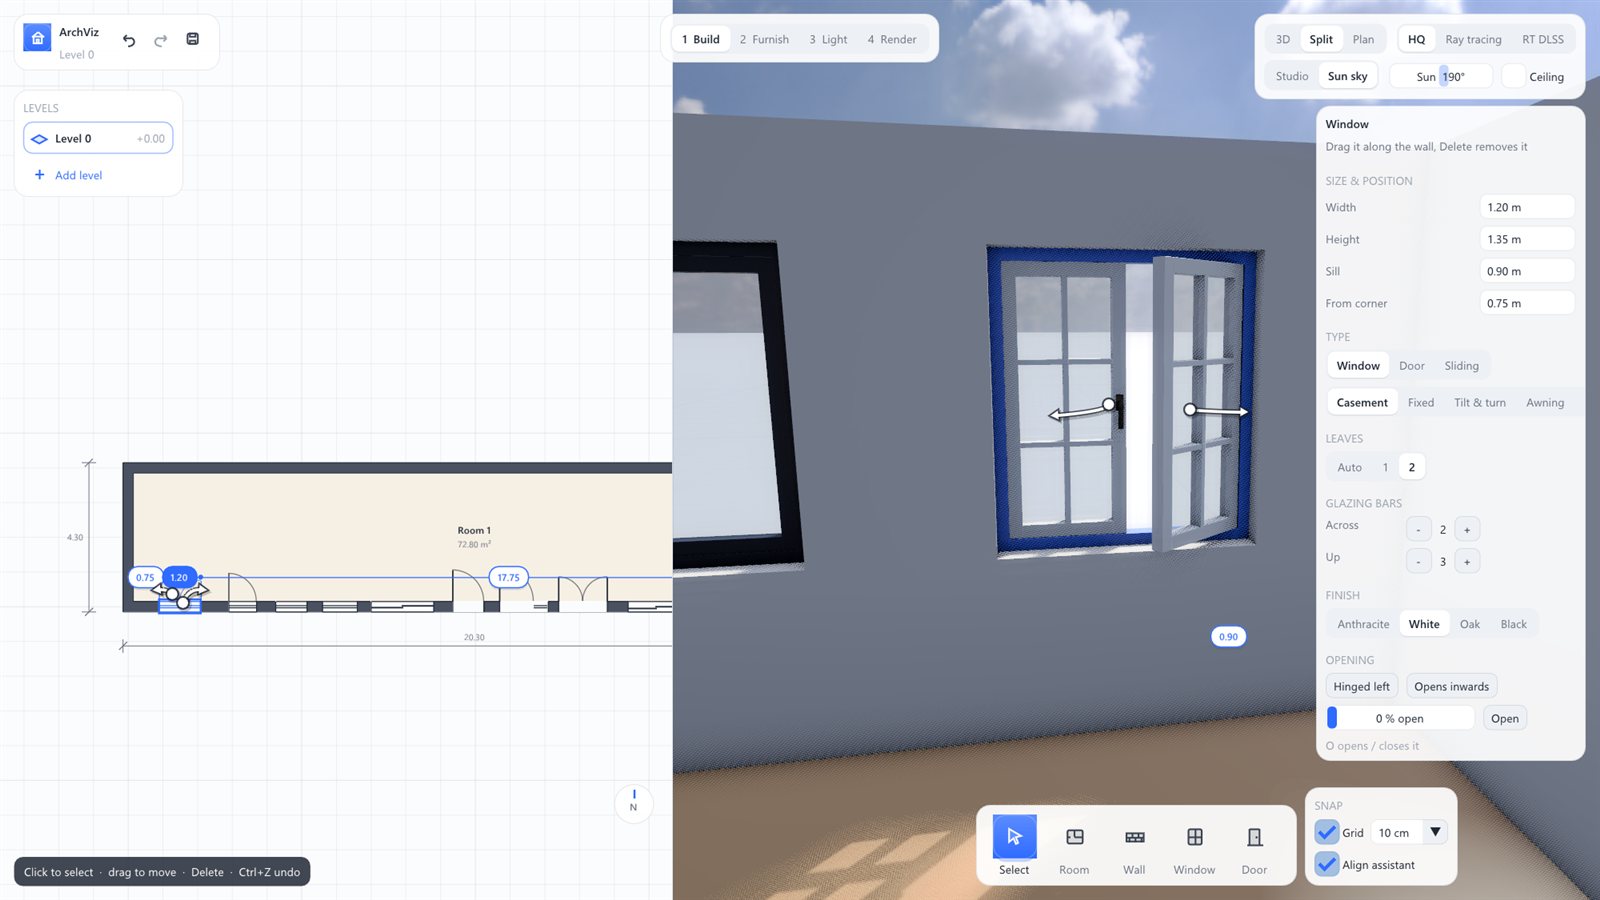 ArchViz
Level 0
1 Build
2 Furnish
3 Light
4 Render
3D
Split
Plan
HQ
Ray tracing
RT DLSS
Studio
Sun sky
Sun 190°
Ceiling
LEVELS
Level 0
+0.00
+ Add level
Window
Drag it along the wall, Delete removes it
SIZE & POSITION
Width
1.20 m
Height
1.35 m
Sill
0.90 m
From corner
0.75 m
TYPE
Window
Door
Sliding
Casement
Fixed
Tilt & turn
Awning
LEAVES
Auto
1
2
GLAZING BARS
Across
- 2 +
Up
- 3 +
FINISH
Anthracite
White
Oak
Black
OPENING
Hinged left
Opens inwards
0 % open
Open
O opens / closes it
4.30
Room 1
72.80 m²
0.75
1.20
17.75
20.30
0.90
N
Click to select · drag to move · Delete · Ctrl+Z undo
Select
Room
Wall
Window
Door
SNAP
Grid
10 cm
Align assistant